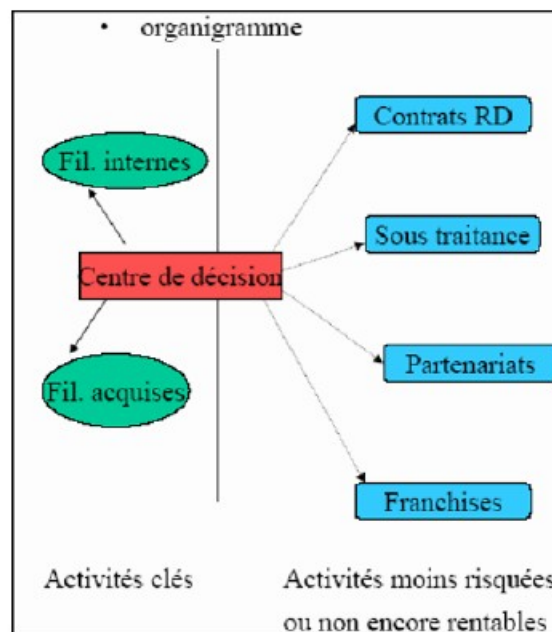 • organigramme
Contrats RD
Fil. internes
Sous traitance
Centre de décision
Partenariats
Fil. acquises
Franchises
Activités clés
Activités moins risquées
ou non encore rentables